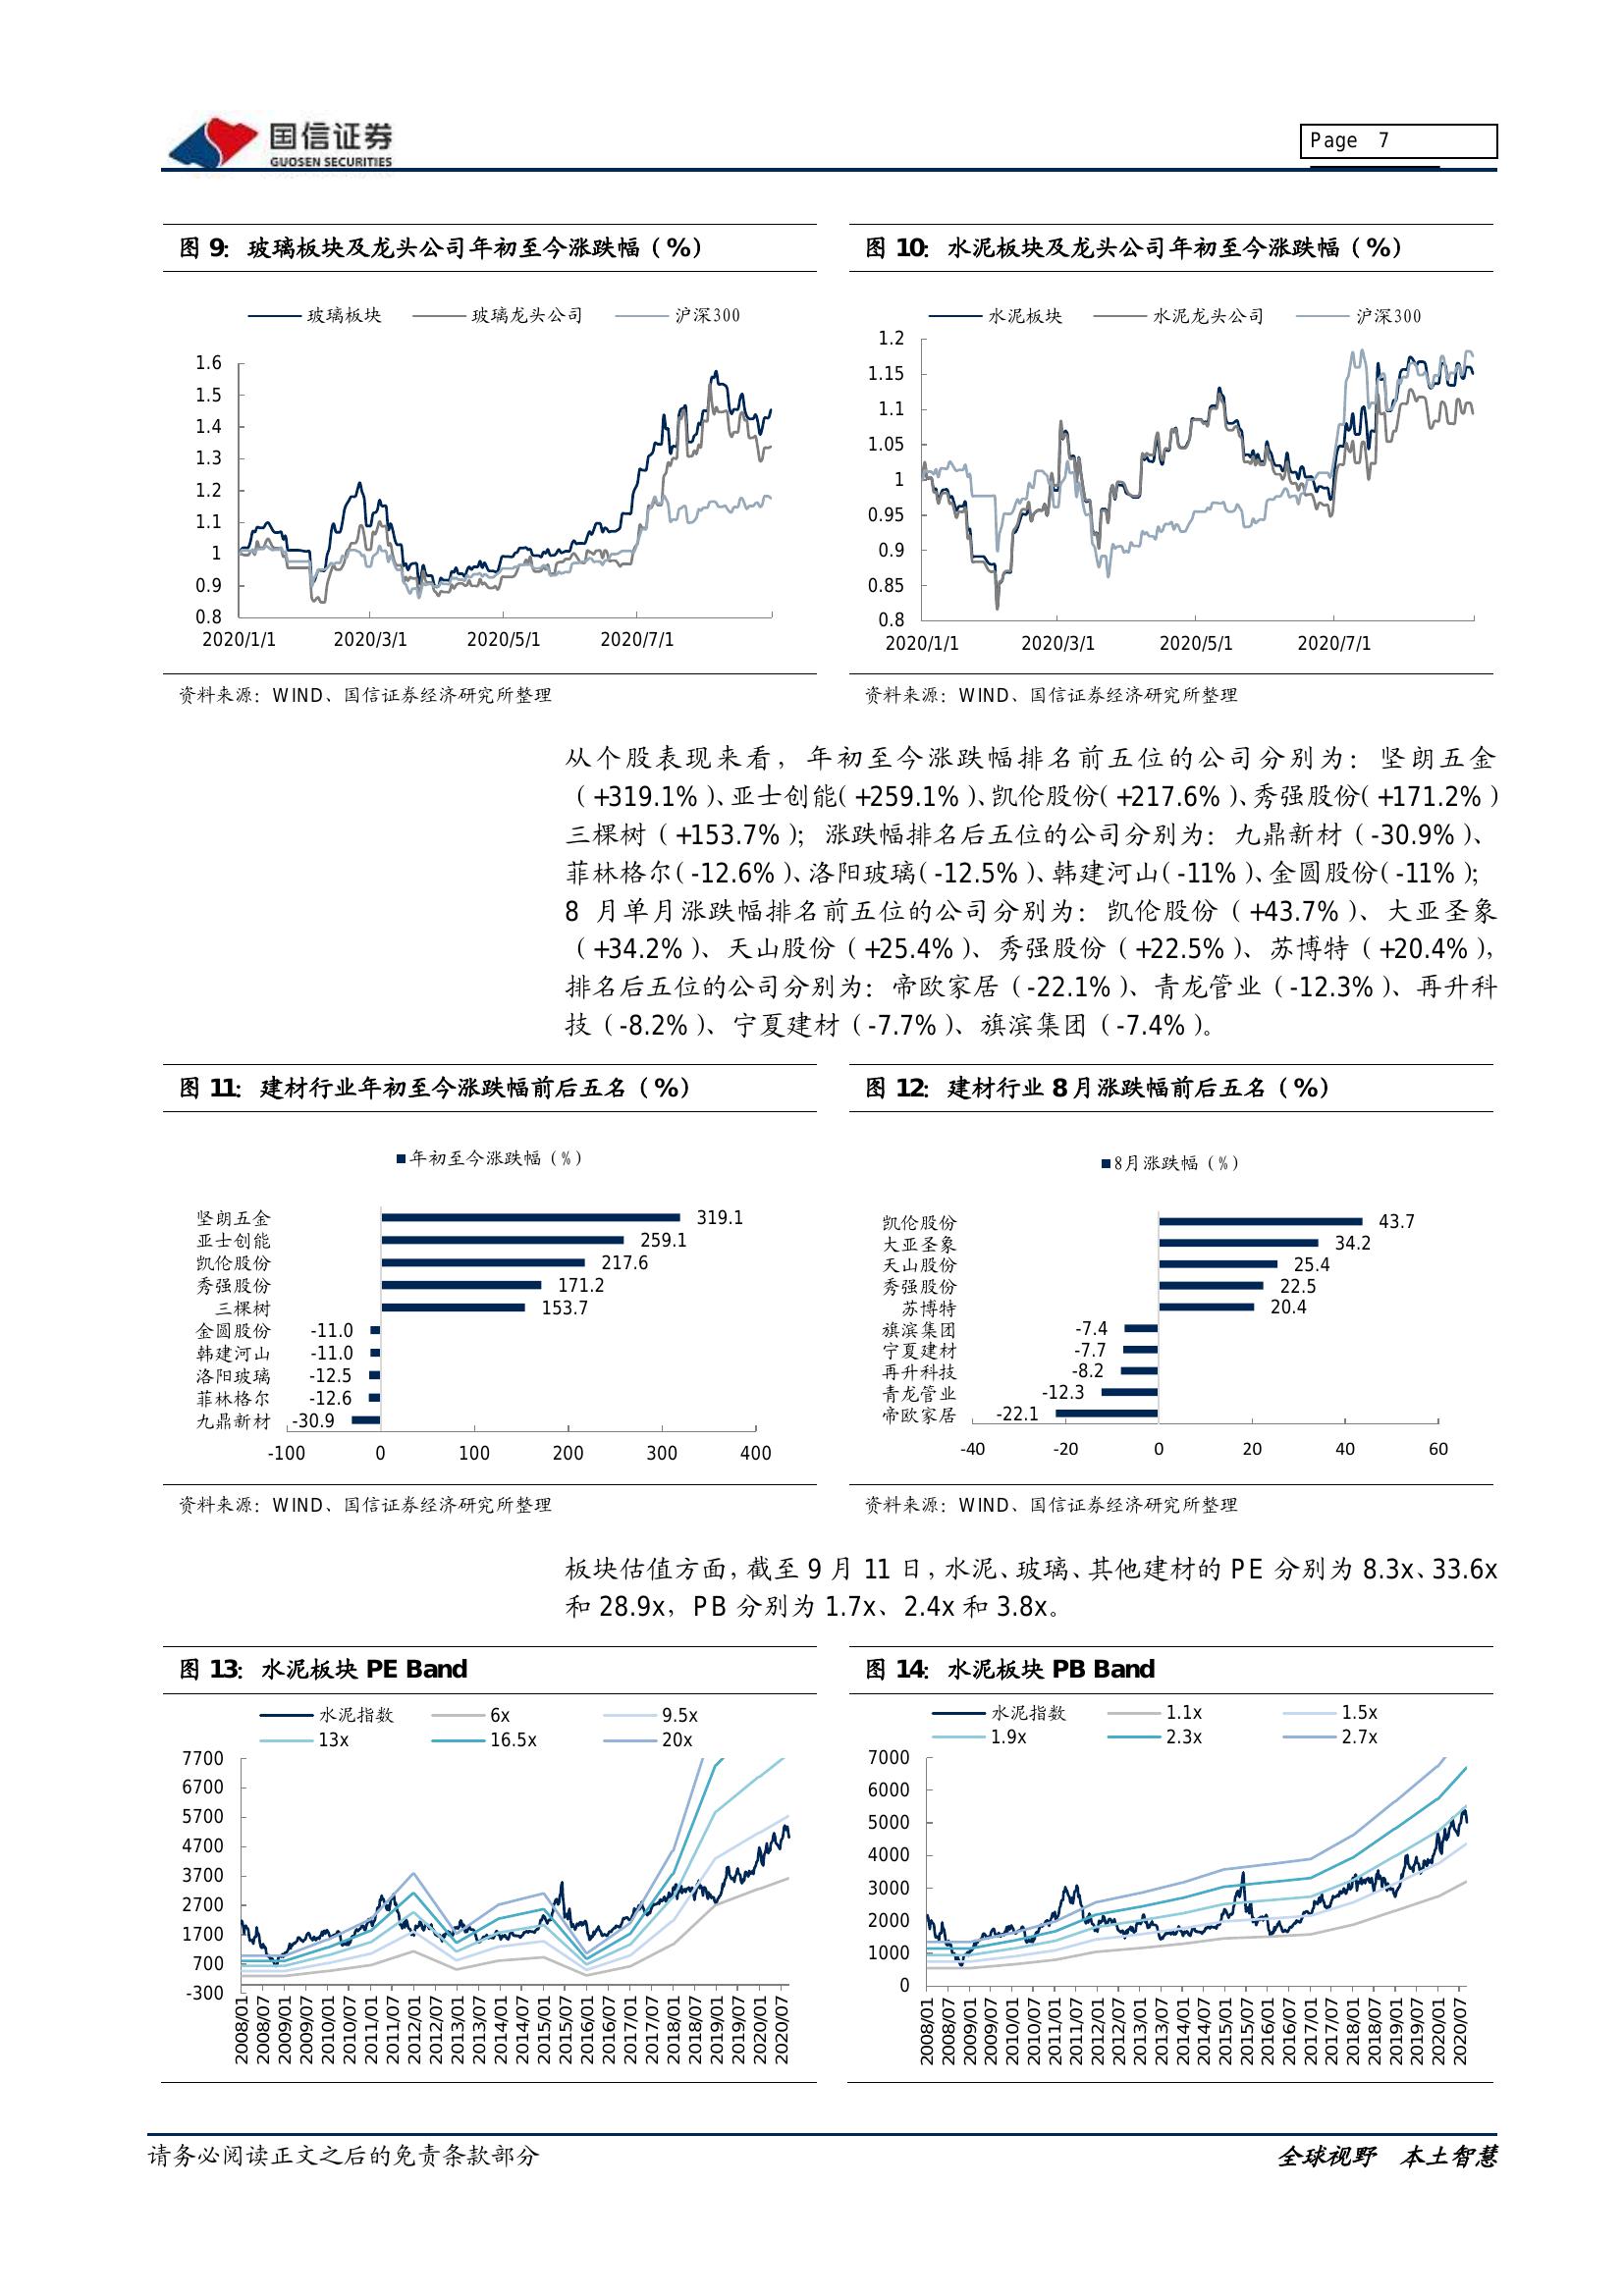 国信证券
GUOSEN SECURITIES
Page 7
图 9：玻璃板块及龙头公司年初至今涨跌幅（%）
玻璃板块 玻璃龙头公司 沪深300
1.6
1.5
1.4
1.3
1.2
1.1
1
0.9
0.8
2020/1/1 2020/3/1 2020/5/1 2020/7/1
资料来源：WIND、国信证券经济研究所整理
图 10：水泥板块及龙头公司年初至今涨跌幅（%）
水泥板块 水泥龙头公司 沪深300
1.2
1.15
1.1
1.05
1
0.95
0.9
0.85
0.8
2020/1/1 2020/3/1 2020/5/1 2020/7/1
资料来源：WIND、国信证券经济研究所整理
从个股表现来看，年初至今涨跌幅排名前五位的公司分别为：坚朗五金
（+319.1%）、亚士创能（+259.1%）、凯伦股份（+217.6%）、秀强股份（+171.2%）
三棵树（+153.7%）；涨跌幅排名后五位的公司分别为：九鼎新材（-30.9%）、
菲林格尔（-12.6%）、洛阳玻璃（-12.5%）、韩建河山（-11%）、金圆股份（-11%）；
8 月单月涨跌幅排名前五位的公司分别为：凯伦股份（+43.7%）、大亚圣象
（+34.2%）、天山股份（+25.4%）、秀强股份（+22.5%）、苏博特（+20.4%），
排名后五位的公司分别为：帝欧家居（-22.1%）、青龙管业（-12.3%）、再升科
技（-8.2%）、宁夏建材（-7.7%）、旗滨集团（-7.4%）。
图 11：建材行业年初至今涨跌幅前后五名（%）
年初至今涨跌幅（%）
坚朗五金 319.1
亚士创能 259.1
凯伦股份 217.6
秀强股份 171.2
三棵树 153.7
金圆股份 -11.0
韩建河山 -11.0
洛阳玻璃 -12.5
菲林格尔 -12.6
九鼎新材 -30.9
-100 0 100 200 300 400
资料来源：WIND、国信证券经济研究所整理
图 12：建材行业 8 月涨跌幅前后五名（%）
8月涨跌幅（%）
凯伦股份 43.7
大亚圣象 34.2
天山股份 25.4
秀强股份 22.5
苏博特 20.4
旗滨集团 -7.4
宁夏建材 -7.7
再升科技 -8.2
青龙管业 -12.3
帝欧家居 -22.1
-40 -20 0 20 40 60
资料来源：WIND、国信证券经济研究所整理
板块估值方面，截至 9 月 11 日，水泥、玻璃、其他建材的 PE 分别为 8.3x、33.6x
和 28.9x，PB 分别为 1.7x、2.4x 和 3.8x。
图 13：水泥板块 PE Band
水泥指数 6x 9.5x
13x 16.5x 20x
7700
6700
5700
4700
3700
2700
1700
700
-300
2008/01 2008/07 2009/01 2009/07 2010/01 2010/07 2011/01 2011/07 2012/01 2012/07 2013/01 2013/07 2014/01 2014/07 2015/01 2015/07 2016/01 2016/07 2017/01 2017/07 2018/01 2018/07 2019/01 2019/07 2020/01 2020/07
图 14：水泥板块 PB Band
水泥指数 1.1x 1.5x
1.9x 2.3x 2.7x
7000
6000
5000
4000
3000
2000
1000
0
2008/01 2008/07 2009/01 2009/07 2010/01 2010/07 2011/01 2011/07 2012/01 2012/07 2013/01 2013/07 2014/01 2014/07 2015/01 2015/07 2016/01 2016/07 2017/01 2017/07 2018/01 2018/07 2019/01 2019/07 2020/01 2020/07
请务必阅读正文之后的免责条款部分
全球视野 本土智慧